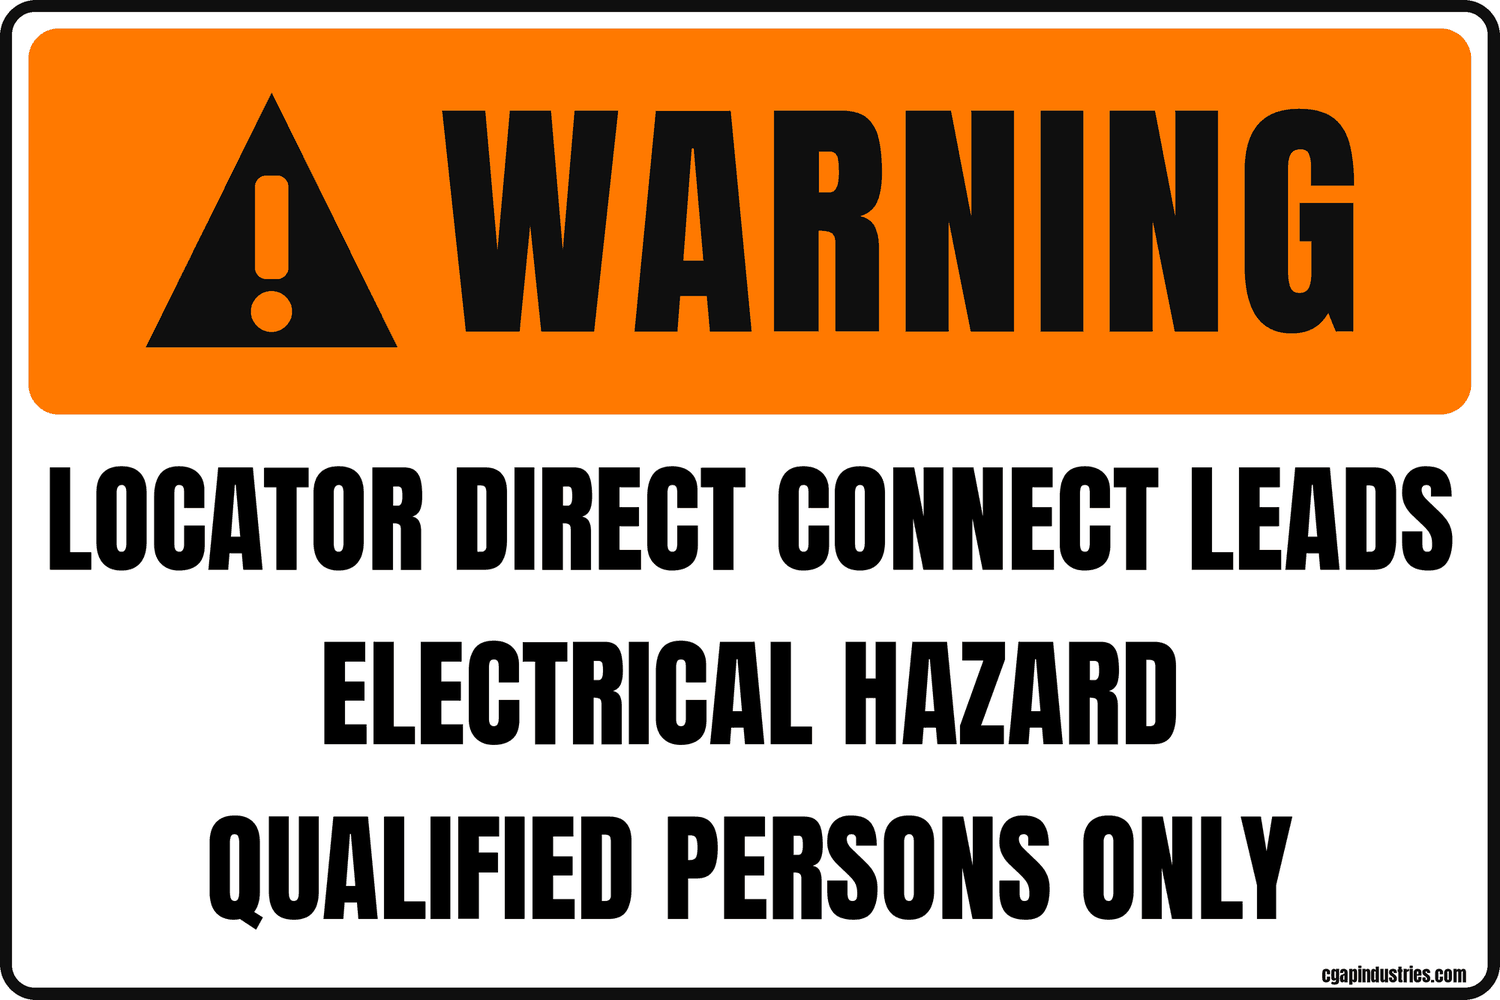 WARNING
LOCATOR DIRECT CONNECT LEADS
ELECTRICAL HAZARD
QUALIFIED PERSONS ONLY
cgapindustries.com